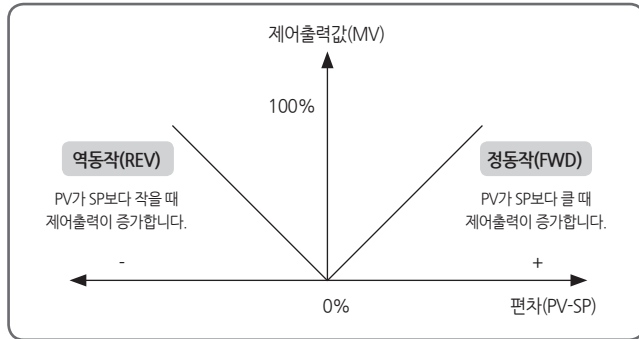 제어출력값(MV)
100%
역동작(REV)
PV가 SP보다 작을 때
제어출력이 증가합니다.
정동작(FWD)
PV가 SP보다 클 때
제어출력이 증가합니다.
-
+
0%
편차(PV-SP)